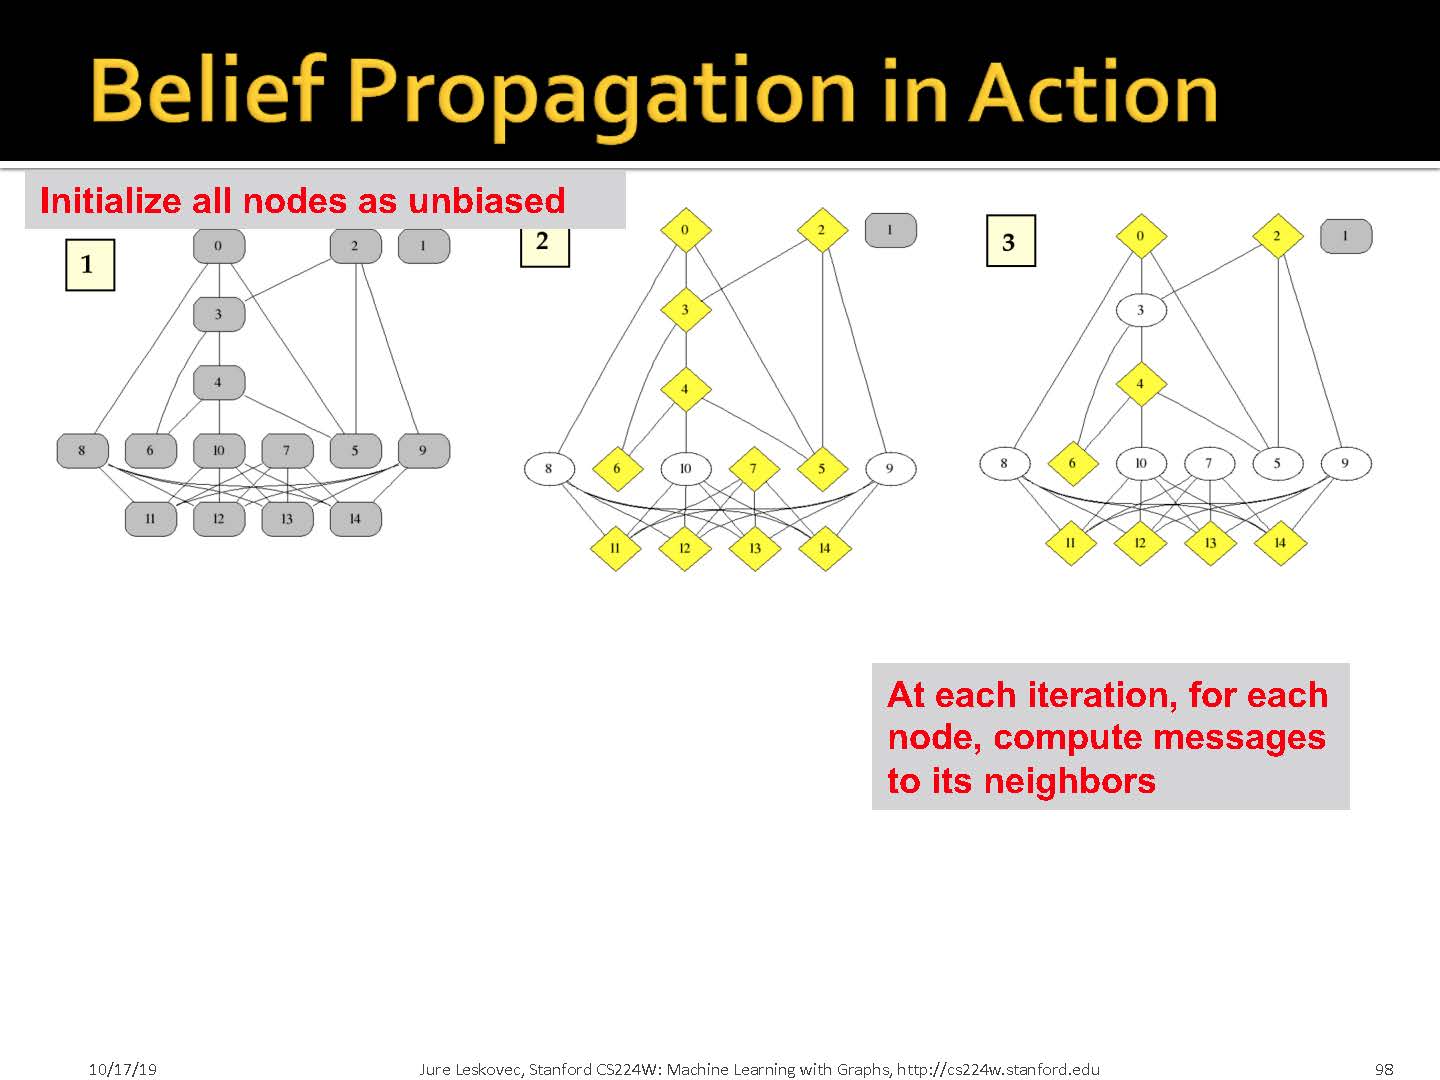 Belief Propagation in Action
Initialize all nodes as unbiased
1
0 2 1
3
4
8 6 10 7 5 9
11 12 13 14
2
0 2 1
3
4
8 6 10 7 5 9
11 12 13 14
3
0 2 1
3
4
8 6 10 7 5 9
11 12 13 14
At each iteration, for each
node, compute messages
to its neighbors
10/17/19 Jure Leskovec, Stanford CS224W: Machine Learning with Graphs, http://cs224w.stanford.edu 98